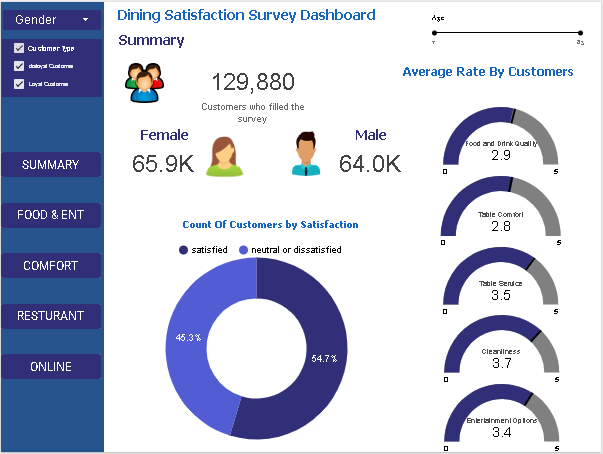 Gender
Customer Type
disloyal Customer
Loyal Customer
SUMMARY
FOOD & ENT
COMFORT
RESTURANT
ONLINE
Dining Satisfaction Survey Dashboard
Summary
129,880
Customers who filled the
survey
Female
65.9K
Male
64.0K
Count Of Customers by Satisfaction
satisfied
neutral or dissatisfied
45.3%
54.7%
Age
7
85
Average Rate By Customers
Food and Drink Quality
2.9
0
5
Table Comfort
2.8
0
5
Table Service
3.5
0
5
Cleanliness
3.7
0
5
Entertainment Options
3.4
0
5